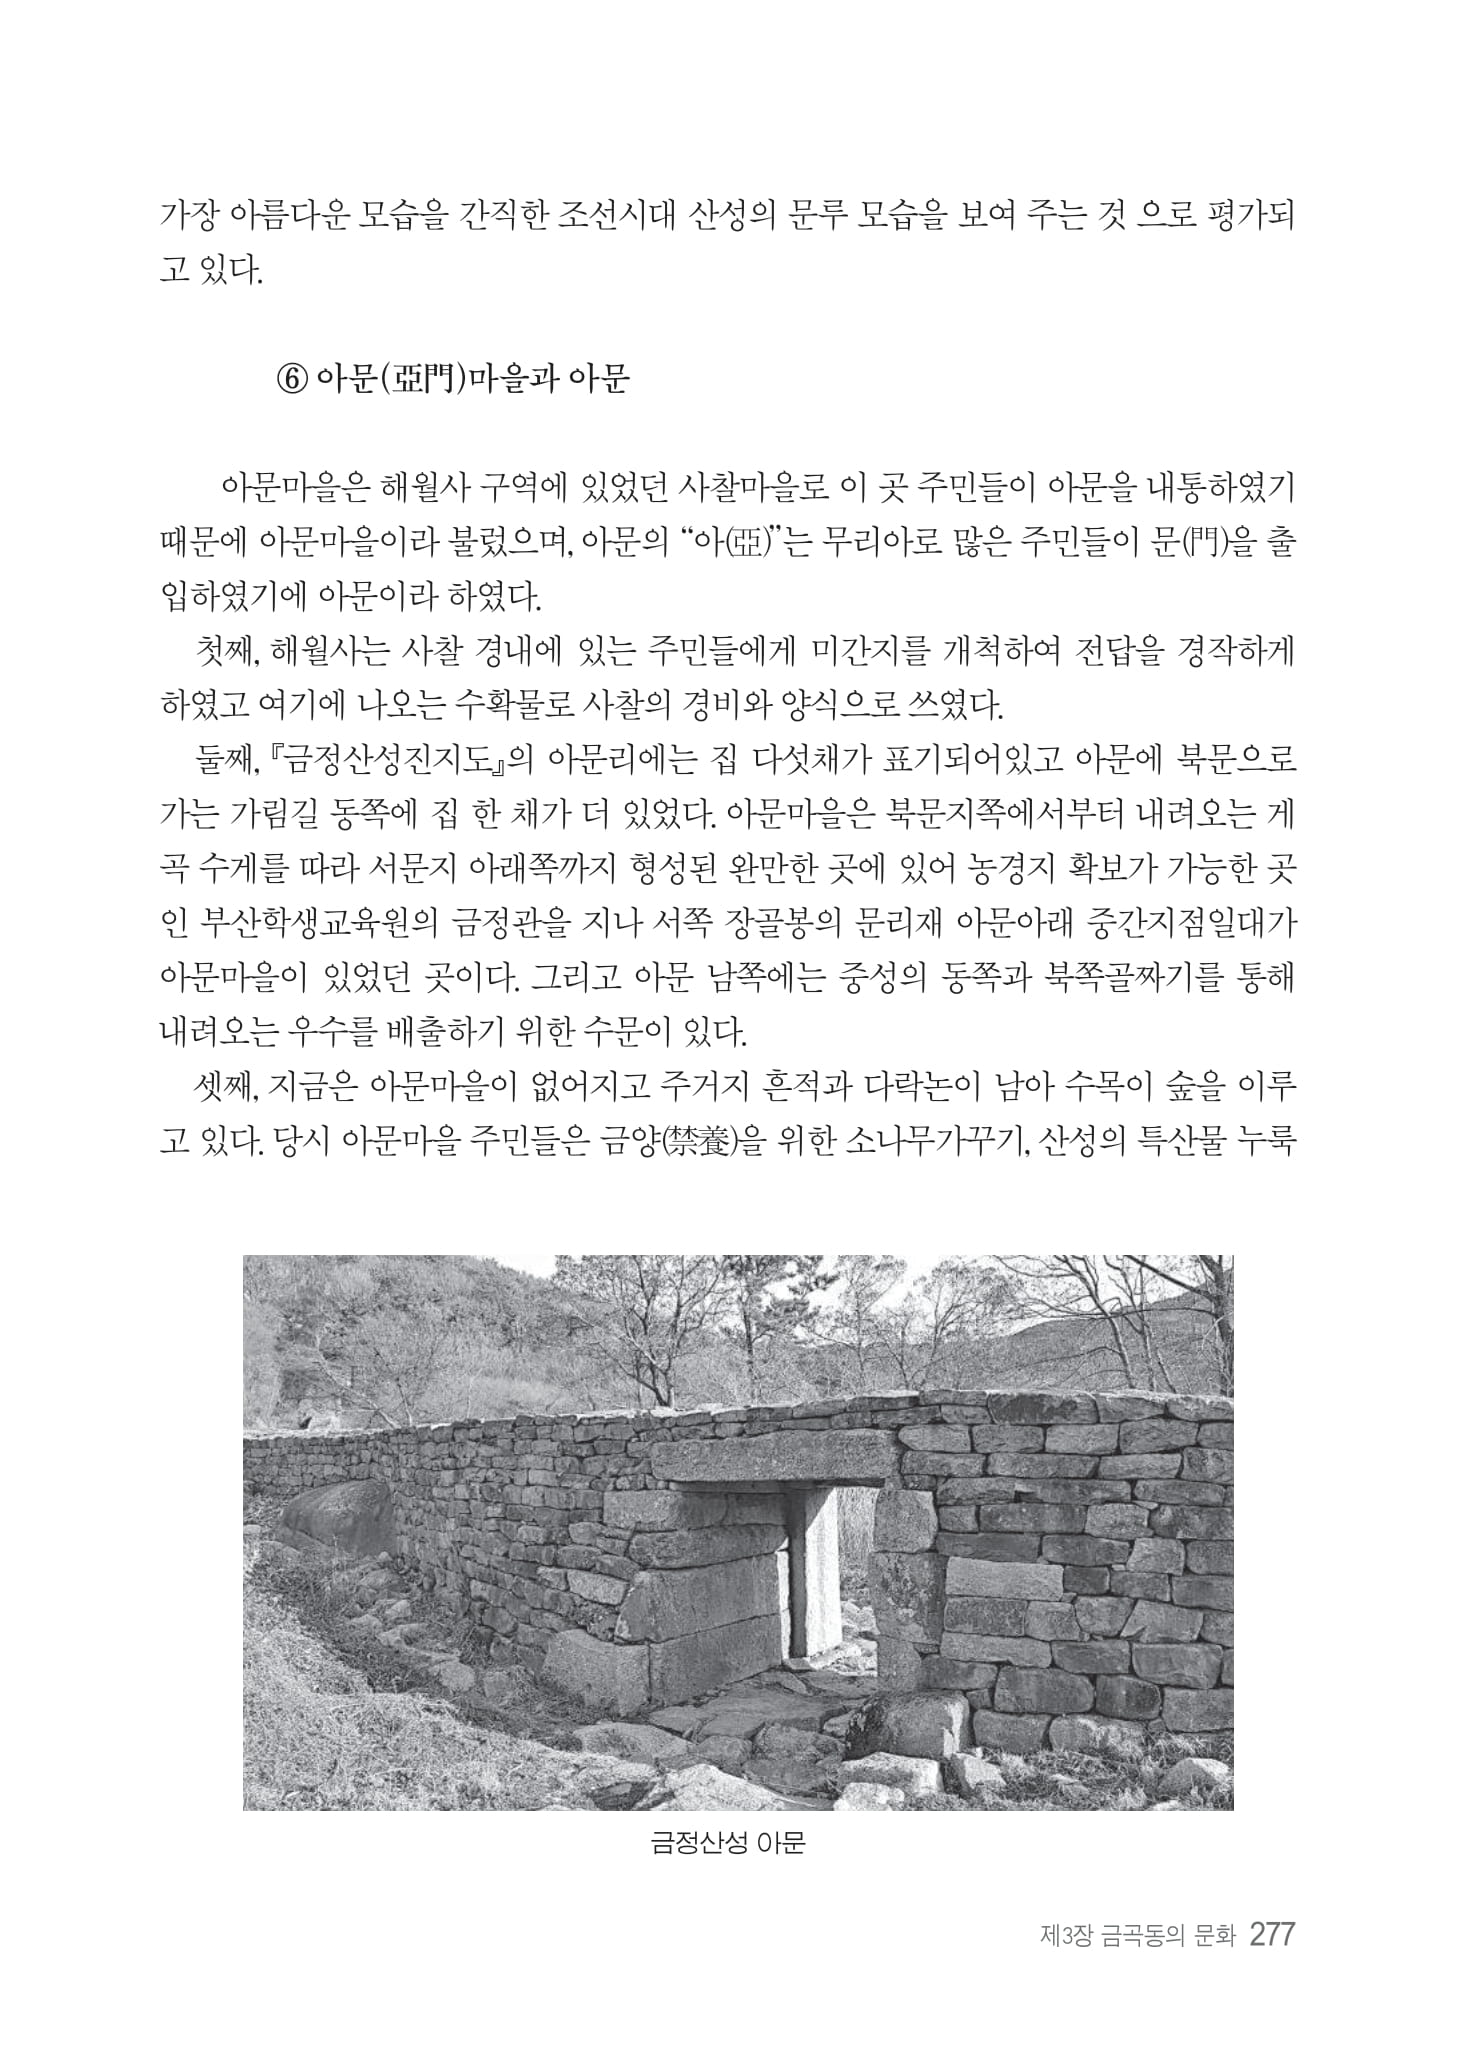 가장 아름다운 모습을 간직한 조선시대 산성의 문루 모습을 보여 주는 것 으로 평가되
고 있다.
⑥ 아문(亞門)마을과 아문
아문마을은 해월사 구역에 있었던 사찰마을로 이 곳 주민들이 아문을 내통하였기
때문에 아문마을이라 불렀으며, 아문의 “아(亞)”는 무리아로 많은 주민들이 문(門)을 출
입하였기에 아문이라 하였다.
첫째, 해월사는 사찰 경내에 있는 주민들에게 미간지를 개척하여 전답을 경작하게
하였고 여기에 나오는 수확물로 사찰의 경비와 양식으로 쓰였다.
둘째, 『금정산성진지도』의 아문리에는 집 다섯채가 표기되어있고 아문에 북문으로
가는 가림길 동쪽에 집 한 채가 더 있었다. 아문마을은 북문지쪽에서부터 내려오는 게
곡 수게를 따라 서문지 아래쪽까지 형성된 완만한 곳에 있어 농경지 확보가 가능한 곳
인 부산학생교육원의 금정관을 지나 서쪽 장골봉의 문리재 아문아래 중간지점일대가
아문마을이 있었던 곳이다. 그리고 아문 남쪽에는 중성의 동쪽과 북쪽골짜기를 통해
내려오는 우수를 배출하기 위한 수문이 있다.
셋째, 지금은 아문마을이 없어지고 주거지 흔적과 다락논이 남아 수목이 숲을 이루
고 있다. 당시 아문마을 주민들은 금양(禁養)을 위한 소나무가꾸기, 산성의 특산물 누룩
금정산성 아문
제3장 금곡동의 문화 277